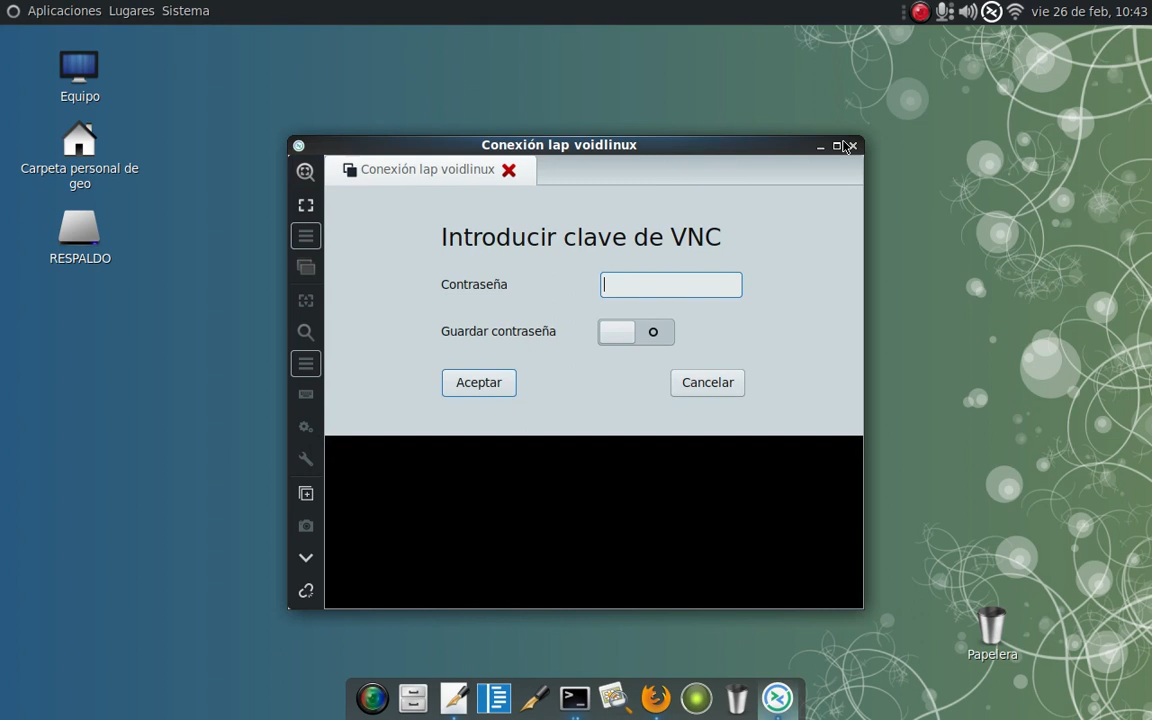 Aplicaciones Lugares Sistema
vie 26 de feb, 10:43
Equipo
Carpeta personal de
geo
RESPALDO
Conexión lap voidlinux
Conexión lap voidlinux
Introducir clave de VNC
Contraseña
Guardar contraseña
Aceptar
Cancelar
Papelera